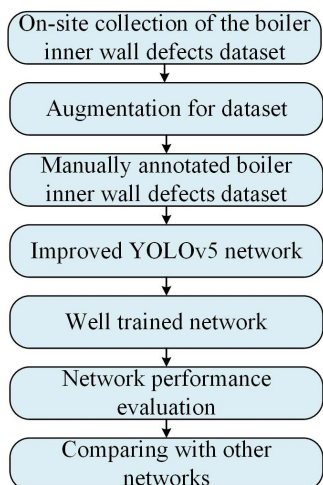 On-site collection of the boiler
inner wall defects dataset
Augmentation for dataset
Manually annotated boiler
inner wall defects dataset
Improved YOLOv5 network
Well trained network
Network performance
evaluation
Comparing with other
networks